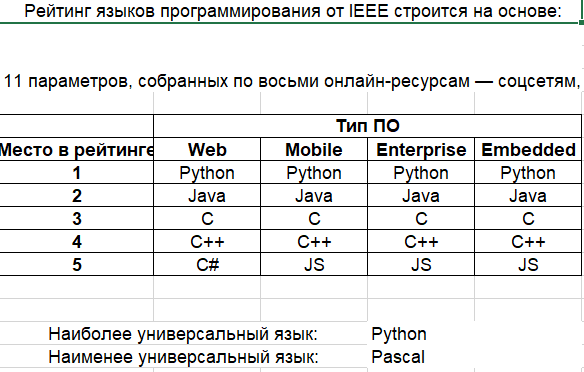 Рейтинг языков программирования от IEEE строится на основе:
11 параметров, собранных по восьми онлайн-ресурсам — соцсетям,
Тип ПО
Место в рейтинге Web Mobile Enterprise Embedded
1 Python Python Python Python
2 Java Java Java Java
3 C C C C
4 C++ C++ C++ C++
5 C# JS JS JS
Наиболее универсальный язык: Python
Наименее универсальный язык: Pascal